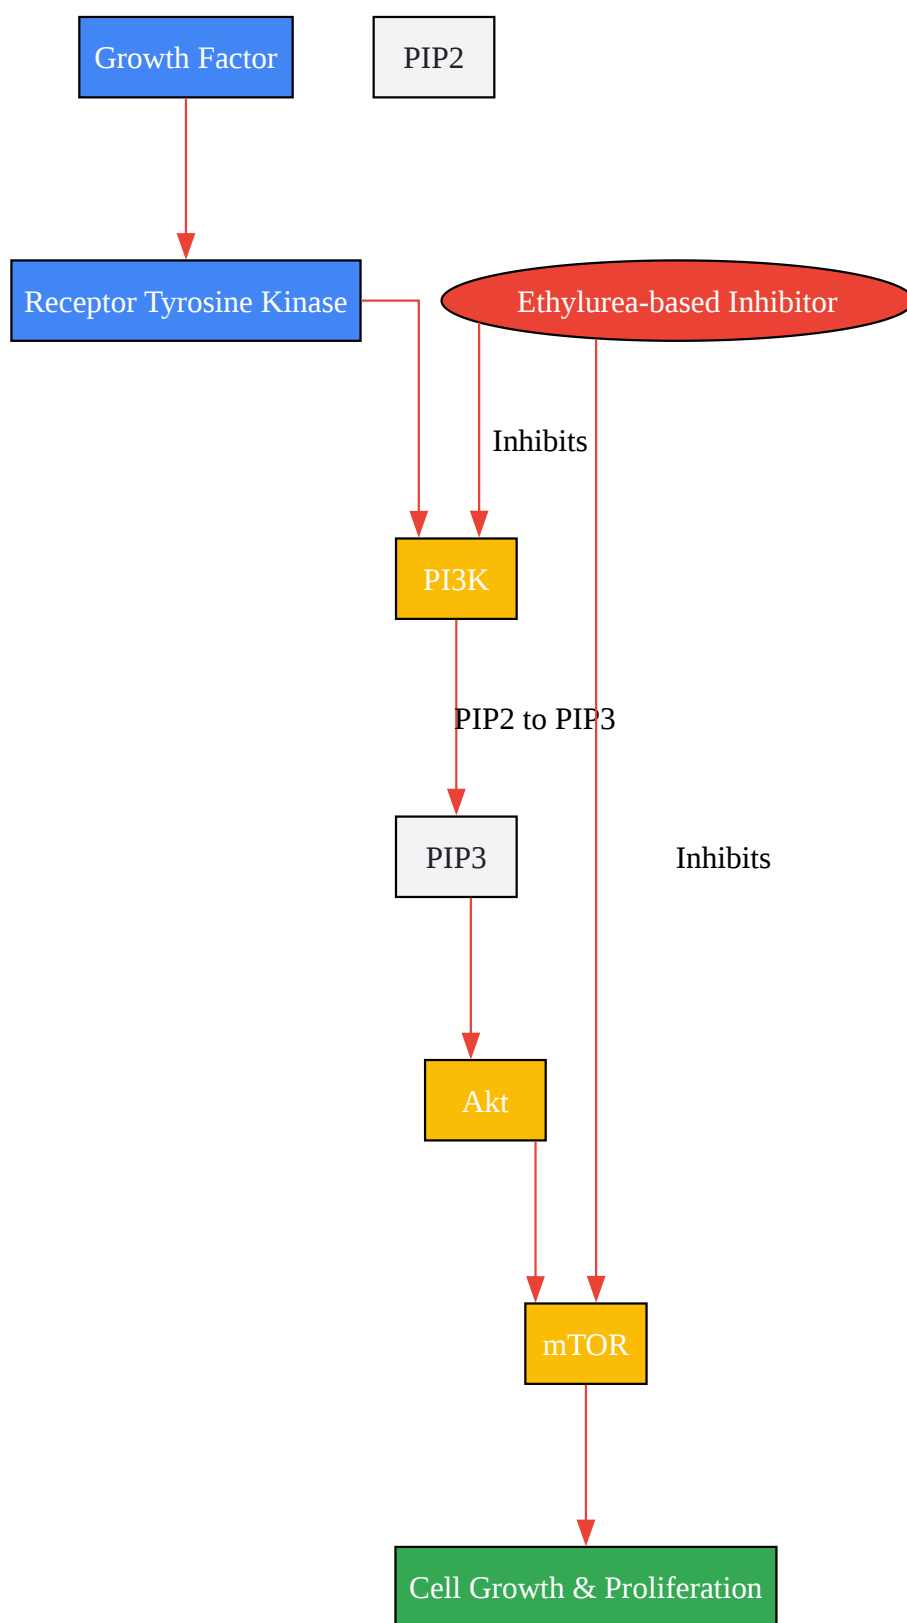 Growth Factor
PIP2
Receptor Tyrosine Kinase
Ethylurea-based Inhibitor
Inhibits
PI3K
PIP2 to PIP3
PIP3
Inhibits
Akt
mTOR
Cell Growth & Proliferation